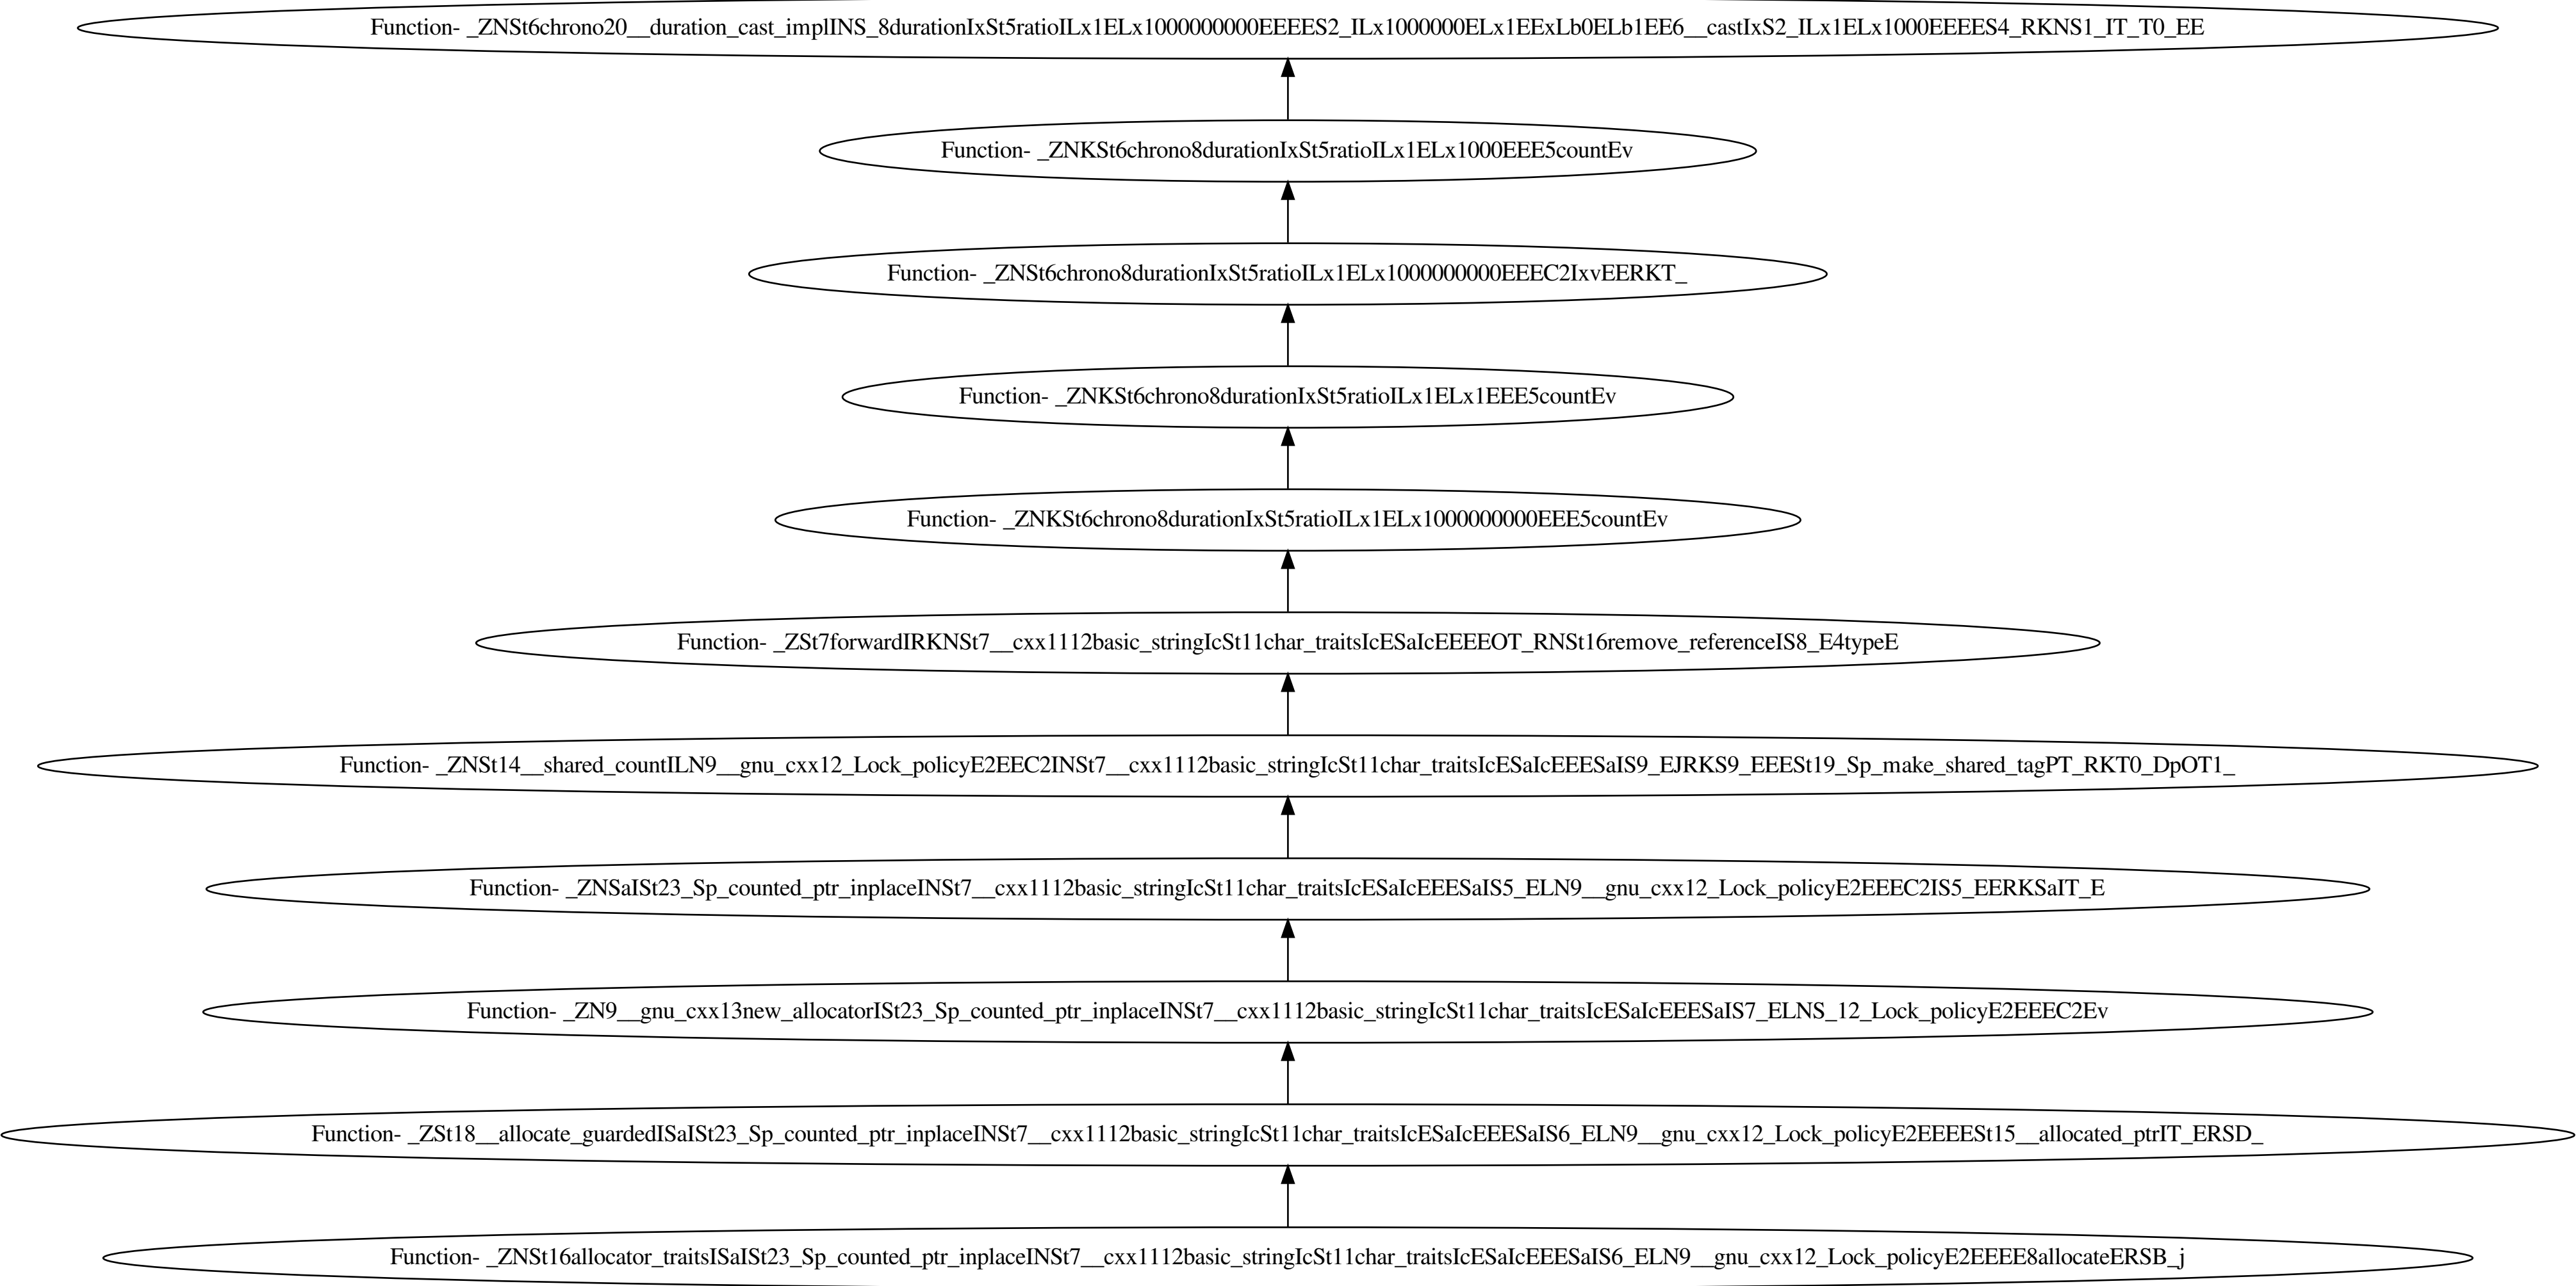 Function- _ZNSt6chrono20__duration_cast_implINS_8durationIxSt5ratioILx1ELx1000000000EEEES2_ILx1000000ELx1EExLb0ELb1EE6__castIxS2_ILx1ELx1000EEEES4_RKNS1_IT_T0_EE
Function- _ZNKSt6chrono8durationIxSt5ratioILx1ELx1000EEE5countEv
Function- _ZNSt6chrono8durationIxSt5ratioILx1ELx1000000000EEEC2IxvEERKT_
Function- _ZNKSt6chrono8durationIxSt5ratioILx1ELx1EEE5countEv
Function- _ZNKSt6chrono8durationIxSt5ratioILx1ELx1000000000EEE5countEv
Function- _ZSt7forwardIRKNSt7__cxx1112basic_stringIcSt11char_traitsIcESaIcEEEEOT_RNSt16remove_referenceIS8_E4typeE
Function- _ZNSt14__shared_countILN9__gnu_cxx12_Lock_policyE2EEC2INSt7__cxx1112basic_stringIcSt11char_traitsIcESaIcEEESaIS9_EJRKS9_EEESt19_Sp_make_shared_tagPT_RKT0_DpOT1_
Function- _ZNSaISt23_Sp_counted_ptr_inplaceINSt7__cxx1112basic_stringIcSt11char_traitsIcESaIcEEESaIS5_ELN9__gnu_cxx12_Lock_policyE2EEEC2IS5_EERKSaIT_E
Function- _ZN9__gnu_cxx13new_allocatorISt23_Sp_counted_ptr_inplaceINSt7__cxx1112basic_stringIcSt11char_traitsIcESaIcEEESaIS7_ELNS_12_Lock_policyE2EEEC2Ev
Function- _ZSt18__allocate_guardedISaISt23_Sp_counted_ptr_inplaceINSt7__cxx1112basic_stringIcSt11char_traitsIcESaIcEEESaIS6_ELN9__gnu_cxx12_Lock_policyE2EEEESt15__allocated_ptrIT_ERSD_
Function- _ZNSt16allocator_traitsISaISt23_Sp_counted_ptr_inplaceINSt7__cxx1112basic_stringIcSt11char_traitsIcESaIcEEESaIS6_ELN9__gnu_cxx12_Lock_policyE2EEEE8allocateERSB_j